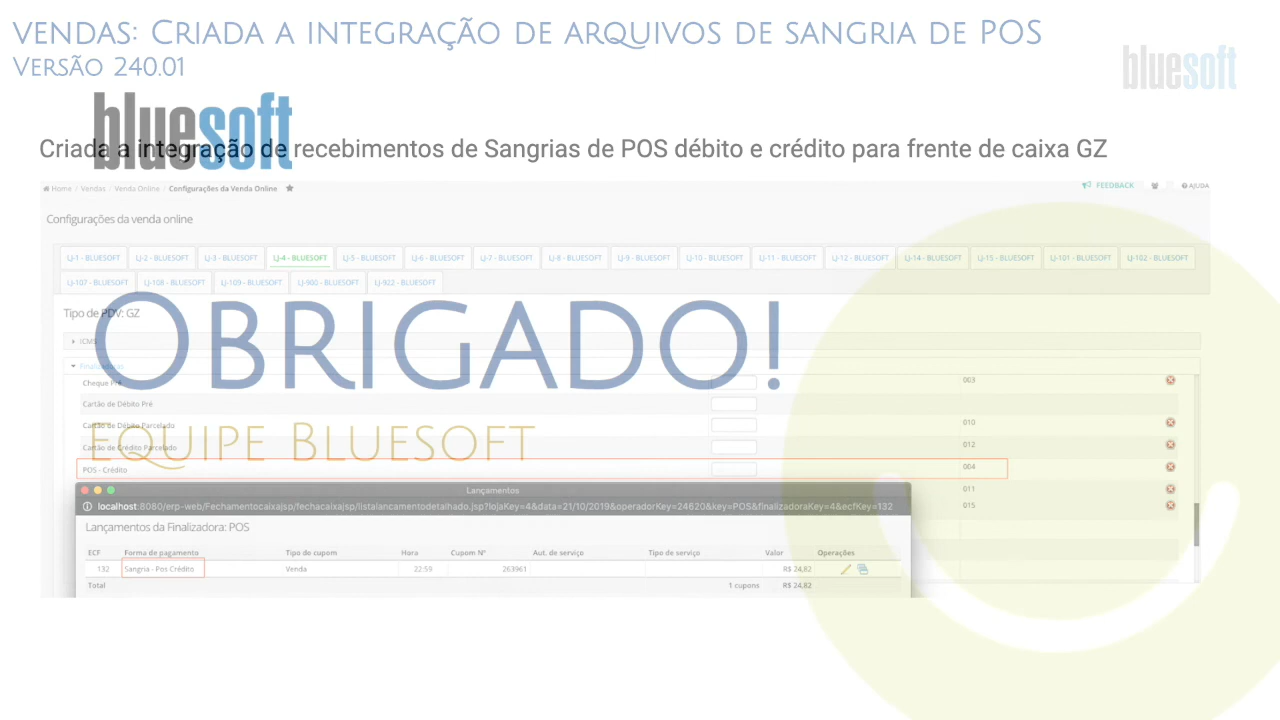 VENDAS: CRIADA A INTEGRAÇÃO DE ARQUIVOS DE SANGRIA DE POS
VERSÃO 240.01
bluesoft
bluesoft
Criada a integração de recebimentos de Sangrias de POS débito e crédito para frente de caixa GZ
Home / Vendas / Venda Online / Configurações da Venda Online
FEEDBACK
AJUDA
Configurações da venda online
LJ-1 - BLUESOFT LJ-2 - BLUESOFT LJ-3 - BLUESOFT LJ-4 - BLUESOFT LJ-5 - BLUESOFT LJ-6 - BLUESOFT LJ-7 - BLUESOFT LJ-8 - BLUESOFT LJ-9 - BLUESOFT LJ-10 - BLUESOFT LJ-11 - BLUESOFT LJ-12 - BLUESOFT LJ-14 - BLUESOFT LJ-15 - BLUESOFT LJ-101 - BLUESOFT LJ-102 - BLUESOFT
LJ-107 - BLUESOFT LJ-108 - BLUESOFT LJ-109 - BLUESOFT LJ-900 - BLUESOFT LJ-922 - BLUESOFT
Tipo de PDV: GZ
ICMS
OBRIGADO!
Finalizadoras
Cheque Pré 003
Cartão de Débito Pré
Cartão de Débito Parcelado 010
EQUIPE BLUESOFT
Cartão de Crédito Parcelado 012
POS - Crédito 004
011
015
Lançamentos
localhost:8080/erp-web/Fechamentocaixajsp/fechacaixajsp/listalancamentodetalhado.jsp?lojaKey=4&data=21/10/2019&operadorKey=24620&key=POS&finalizadoraKey=4&ecfKey=132
Lançamentos da Finalizadora: POS
ECF Forma de pagamento Tipo de cupom Hora Cupom Nº Aut. de serviço Tipo de serviço Valor Operações
132 Sangria - Pos Crédito Venda 22:59 263961 R$ 24,82
Total 1 cupons R$ 24,82